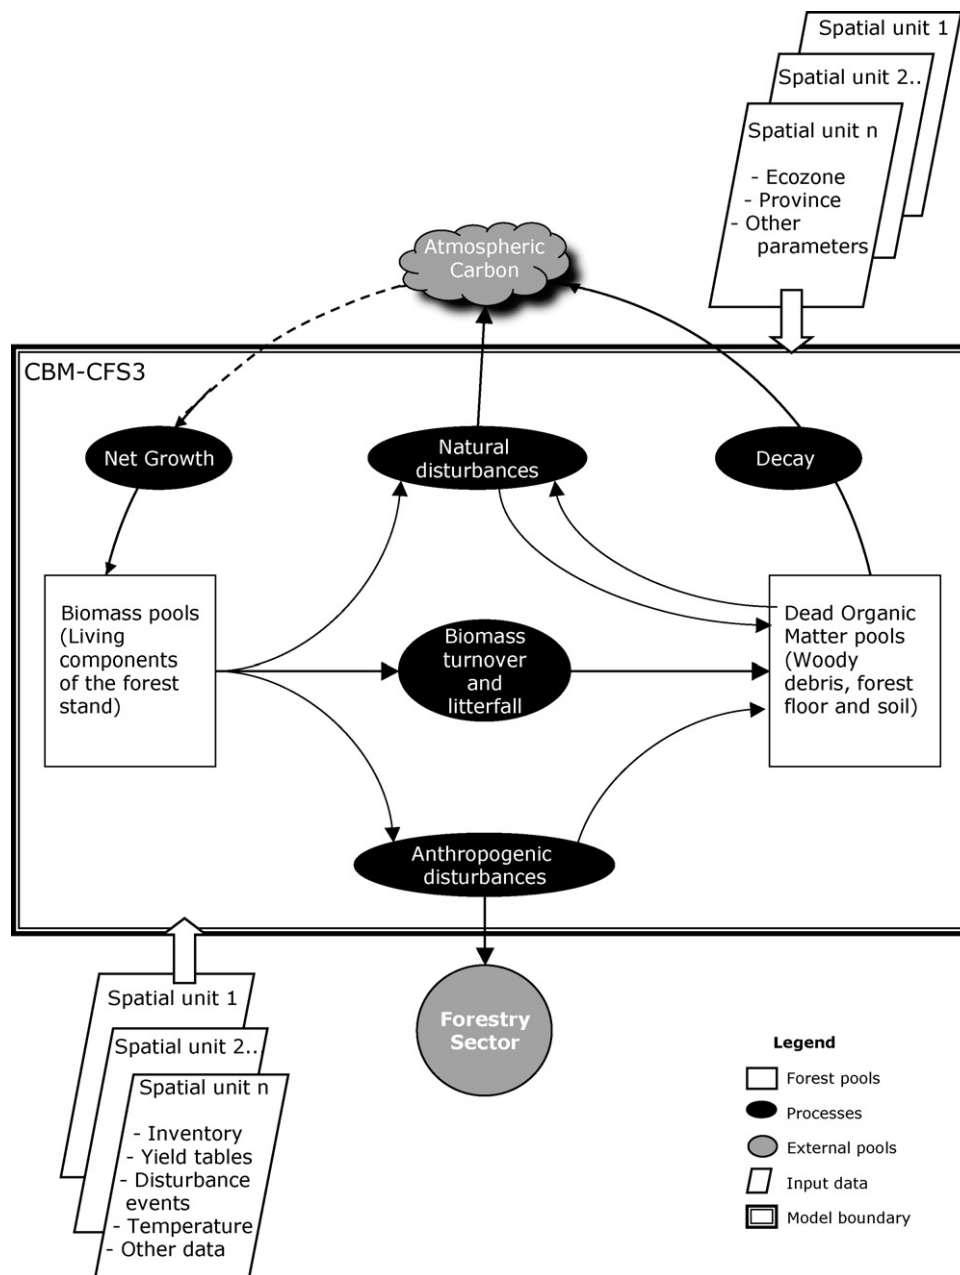 Spatial unit 1
Spatial unit 2..
Spatial unit n
- Ecozone
- Province
- Other
parameters
Atmospheric
Carbon
CBM-CFS3
Net Growth
Natural
disturbances
Decay
Biomass pools
(Living
components
of the forest
stand)
Biomass
turnover
and
litterfall
Dead Organic
Matter pools
(Woody
debris, forest
floor and soil)
Anthropogenic
disturbances
Spatial unit 1
Spatial unit 2...
Spatial unit n
- Inventory
- Yield tables
- Disturbance
events
- Temperature
- Other data
Forestry
Sector
Legend
Forest pools
Processes
External pools
Input data
Model boundary